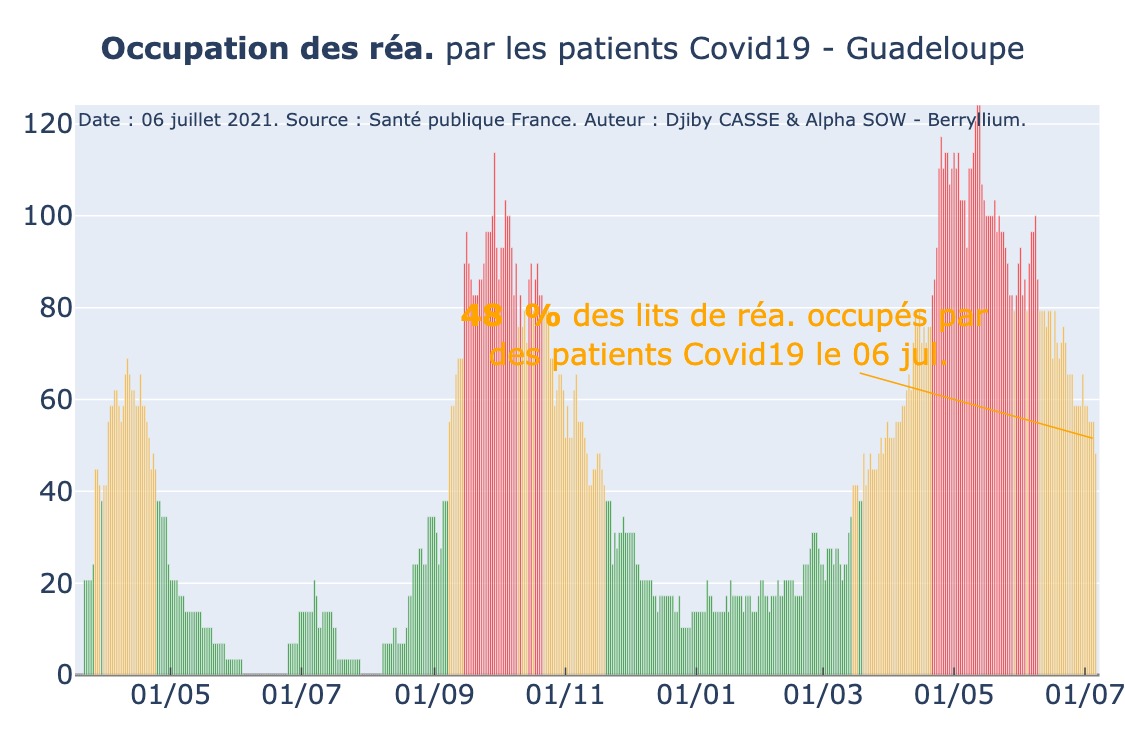 Occupation des réa. par les patients Covid19 - Guadeloupe
Date : 06 juillet 2021. Source : Santé publique France. Auteur : Djiby CASSE & Alpha SOW - Berryllium.
120
100
80
60
40
20
0
48 % des lits de réa. occupés par
des patients Covid19 le 06 jul.
01/05 01/07 01/09 01/11 01/01 01/03 01/05 01/07